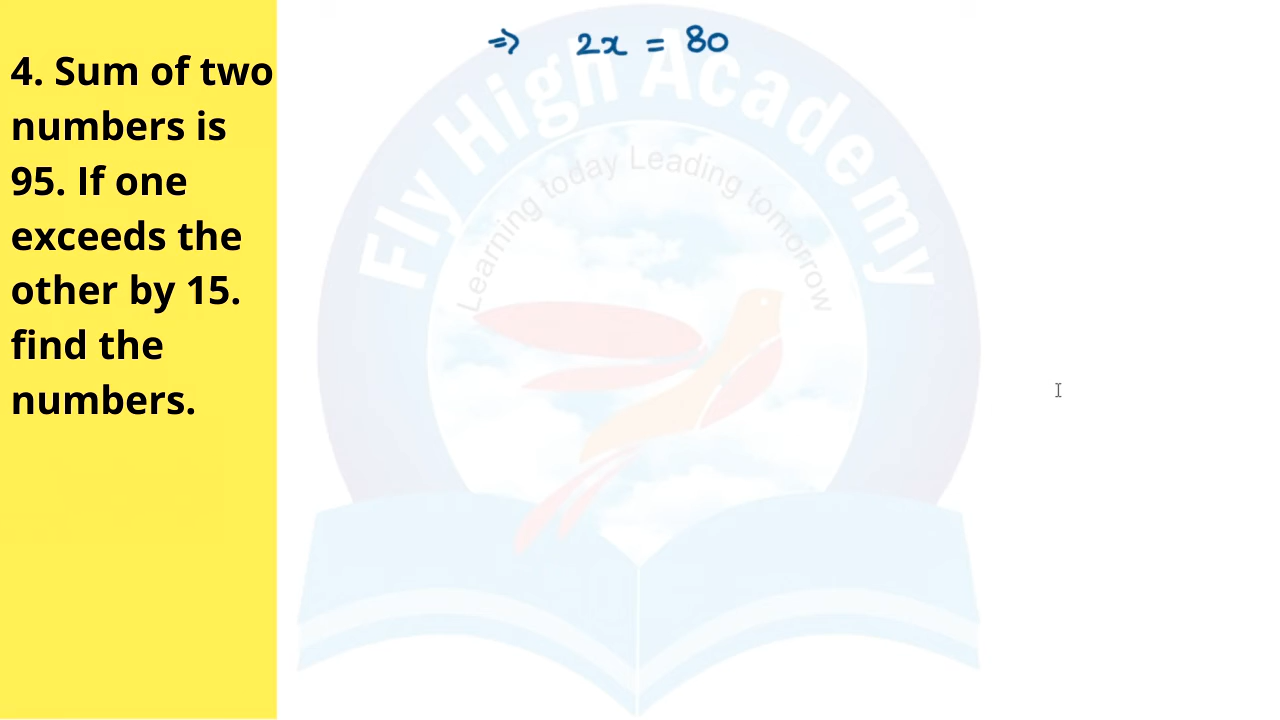 4. Sum of two
numbers is
95. If one
exceeds the
other by 15.
find the
numbers.
⇒ 2x = 80
Fly High Academy
Learning today Leading tomorrow